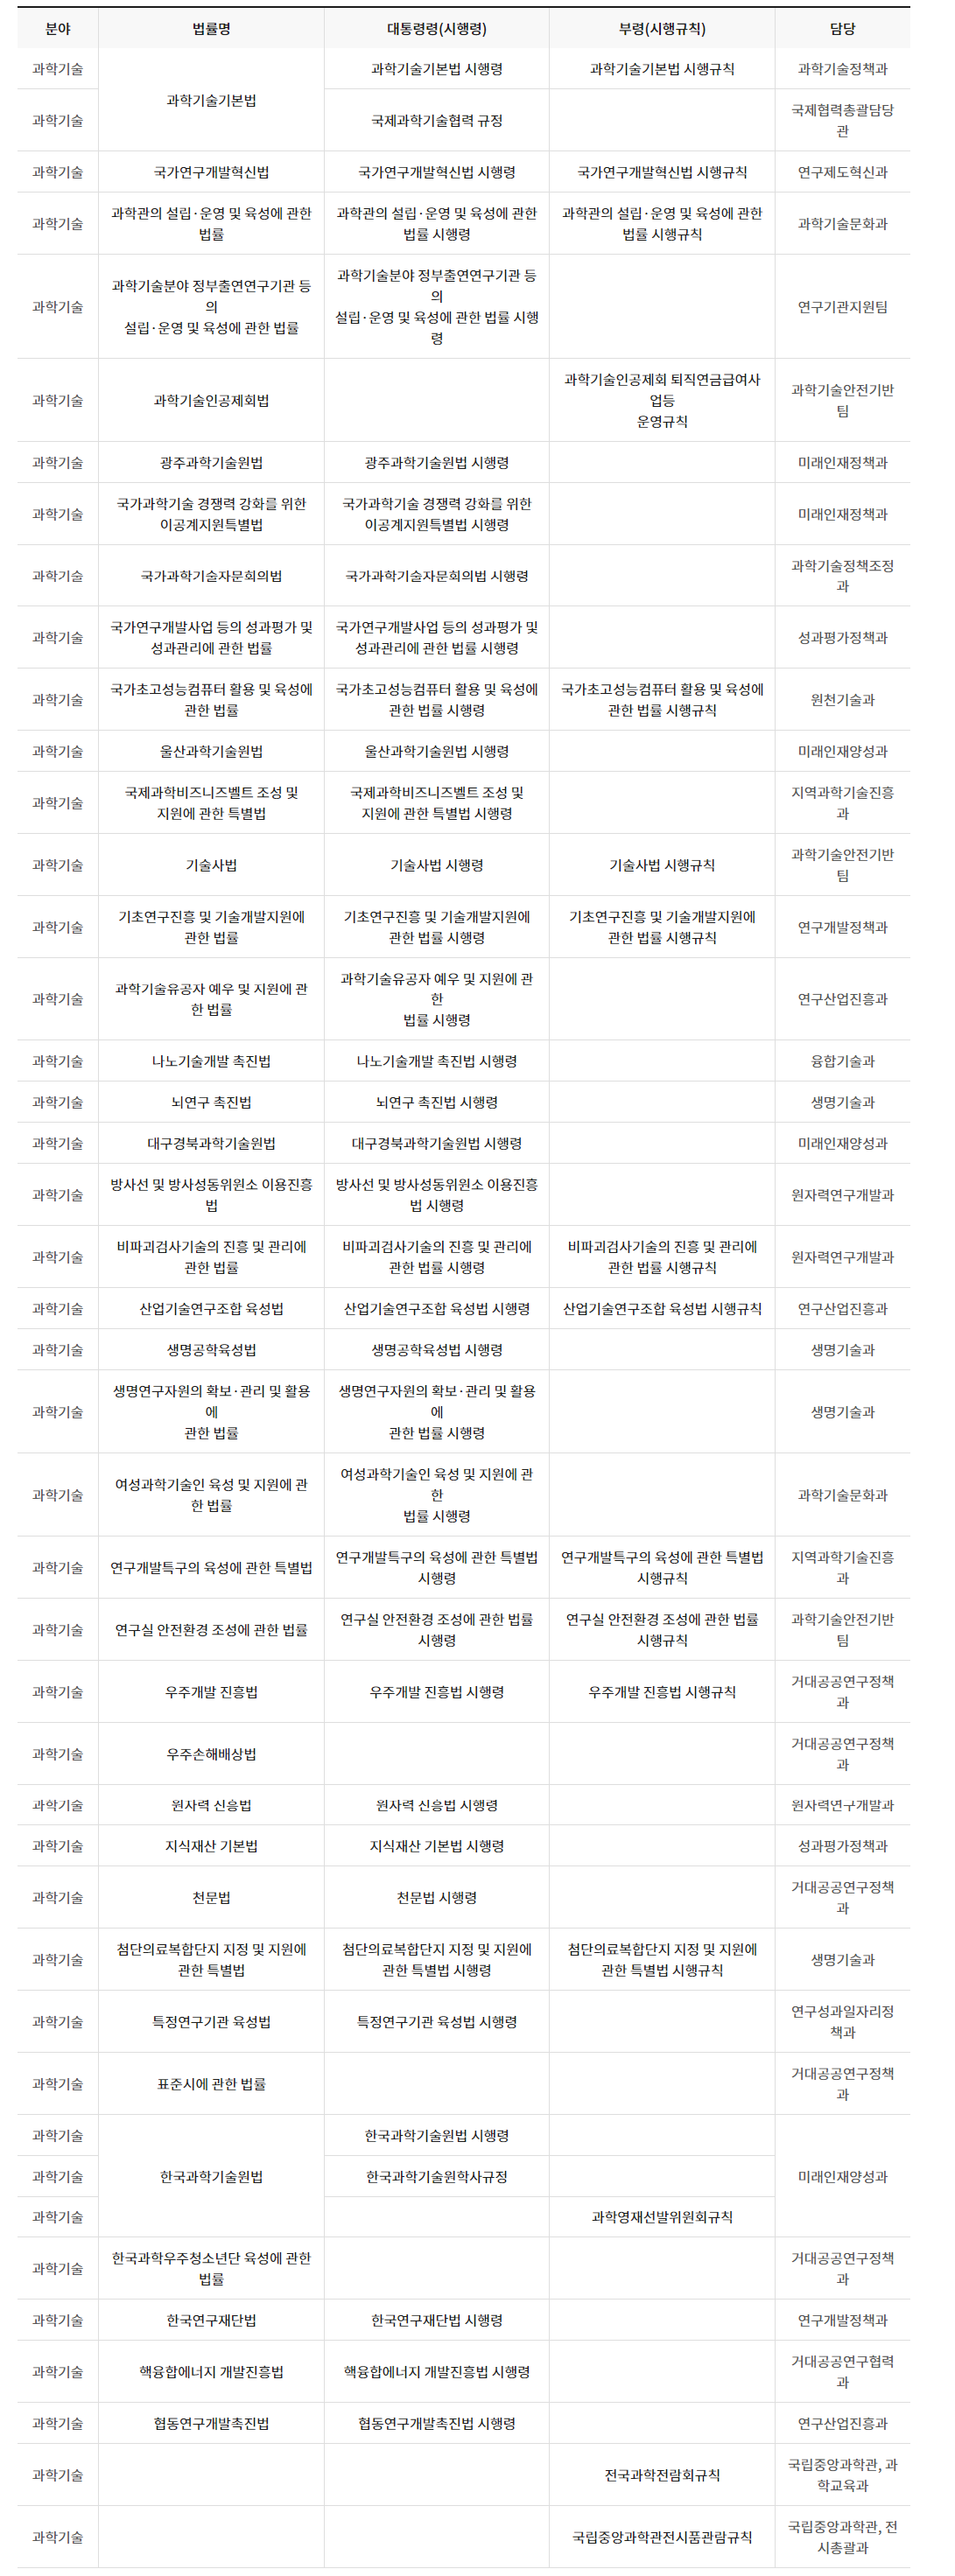 분야 법률명 대통령령(시행령) 부령(시행규칙) 담당
과학기술 과학기술기본법 과학기술기본법 시행령 과학기술기본법 시행규칙 과학기술정책과
과학기술 국제과학기술협력 규정 국제협력총괄담당
관
과학기술 국가연구개발혁신법 국가연구개발혁신법 시행령 국가연구개발혁신법 시행규칙 연구제도혁신과
과학기술 과학관의 설립·운영 및 육성에 관한
법률 과학관의 설립·운영 및 육성에 관한
법률 시행령 과학관의 설립·운영 및 육성에 관한
법률 시행규칙 과학기술문화과
과학기술 과학기술분야 정부출연연구기관 등
의
설립·운영 및 육성에 관한 법률 과학기술분야 정부출연연구기관 등
의
설립·운영 및 육성에 관한 법률 시행
령 연구기관지원팀
과학기술 과학기술인공제회법 과학기술인공제회 퇴직연금급여사
업등
운영규칙 과학기술안전기반
팀
과학기술 광주과학기술원법 광주과학기술원법 시행령 미래인재정책과
과학기술 국가과학기술 경쟁력 강화를 위한
이공계지원특별법 국가과학기술 경쟁력 강화를 위한
이공계지원특별법 시행령 미래인재정책과
과학기술 국가과학기술자문회의법 국가과학기술자문회의법 시행령 과학기술정책조정
과
과학기술 국가연구개발사업 등의 성과평가 및
성과관리에 관한 법률 국가연구개발사업 등의 성과평가 및
성과관리에 관한 법률 시행령 성과평가정책과
과학기술 국가초고성능컴퓨터 활용 및 육성에
관한 법률 국가초고성능컴퓨터 활용 및 육성에
관한 법률 시행령 국가초고성능컴퓨터 활용 및 육성에
관한 법률 시행규칙 원천기술과
과학기술 울산과학기술원법 울산과학기술원법 시행령 미래인재양성과
과학기술 국제과학비즈니즈벨트 조성 및
지원에 관한 특별법 국제과학비즈니즈벨트 조성 및
지원에 관한 특별법 시행령 지역과학기술진흥
과
과학기술 기술사법 기술사법 시행령 기술사법 시행규칙 과학기술안전기반
팀
과학기술 기초연구진흥 및 기술개발지원에
관한 법률 기초연구진흥 및 기술개발지원에
관한 법률 시행령 기초연구진흥 및 기술개발지원에
관한 법률 시행규칙 연구개발정책과
과학기술 과학기술유공자 예우 및 지원에 관
한 법률 과학기술유공자 예우 및 지원에 관
한
법률 시행령 연구산업진흥과
과학기술 나노기술개발 촉진법 나노기술개발 촉진법 시행령 융합기술과
과학기술 뇌연구 촉진법 뇌연구 촉진법 시행령 생명기술과
과학기술 대구경북과학기술원법 대구경북과학기술원법 시행령 미래인재양성과
과학기술 방사선 및 방사성동위원소 이용진흥
법 방사선 및 방사성동위원소 이용진흥
법 시행령 원자력연구개발과
과학기술 비파괴검사기술의 진흥 및 관리에
관한 법률 비파괴검사기술의 진흥 및 관리에
관한 법률 시행령 비파괴검사기술의 진흥 및 관리에
관한 법률 시행규칙 원자력연구개발과
과학기술 산업기술연구조합 육성법 산업기술연구조합 육성법 시행령 산업기술연구조합 육성법 시행규칙 연구산업진흥과
과학기술 생명공학육성법 생명공학육성법 시행령 생명기술과
과학기술 생명연구자원의 확보·관리 및 활용
에
관한 법률 생명연구자원의 확보·관리 및 활용
에
관한 법률 시행령 생명기술과
과학기술 여성과학기술인 육성 및 지원에 관
한 법률 여성과학기술인 육성 및 지원에 관
한
법률 시행령 과학기술문화과
과학기술 연구개발특구의 육성에 관한 특별법 연구개발특구의 육성에 관한 특별법
시행령 연구개발특구의 육성에 관한 특별법
시행규칙 지역과학기술진흥
과
과학기술 연구실 안전환경 조성에 관한 법률 연구실 안전환경 조성에 관한 법률
시행령 연구실 안전환경 조성에 관한 법률
시행규칙 과학기술안전기반
팀
과학기술 우주개발 진흥법 우주개발 진흥법 시행령 우주개발 진흥법 시행규칙 거대공공연구정책
과
과학기술 우주손해배상법 거대공공연구정책
과
과학기술 원자력 진흥법 원자력 진흥법 시행령 원자력연구개발과
과학기술 지식재산 기본법 지식재산 기본법 시행령 성과평가정책과
과학기술 천문법 천문법 시행령 거대공공연구정책
과
과학기술 첨단의료복합단지 지정 및 지원에
관한 특별법 첨단의료복합단지 지정 및 지원에
관한 특별법 시행령 첨단의료복합단지 지정 및 지원에
관한 특별법 시행규칙 생명기술과
과학기술 특정연구기관 육성법 특정연구기관 육성법 시행령 연구성과일자리정
책과
과학기술 표준시에 관한 법률 거대공공연구정책
과
과학기술 한국과학기술원법 한국과학기술원법 시행령 미래인재양성과
과학기술 한국과학기술원학사규정
과학기술 과학영재선발위원회규칙
과학기술 한국과학우주청소년단 육성에 관한
법률 거대공공연구정책
과
과학기술 한국연구재단법 한국연구재단법 시행령 연구개발정책과
과학기술 핵융합에너지 개발진흥법 핵융합에너지 개발진흥법 시행령 거대공공연구협력
과
과학기술 협동연구개발촉진법 협동연구개발촉진법 시행령 연구산업진흥과
과학기술 전국과학전람회규칙 국립중앙과학관, 과
학교육과
과학기술 국립중앙과학관전시품관람규칙 국립중앙과학관, 전
시총괄과